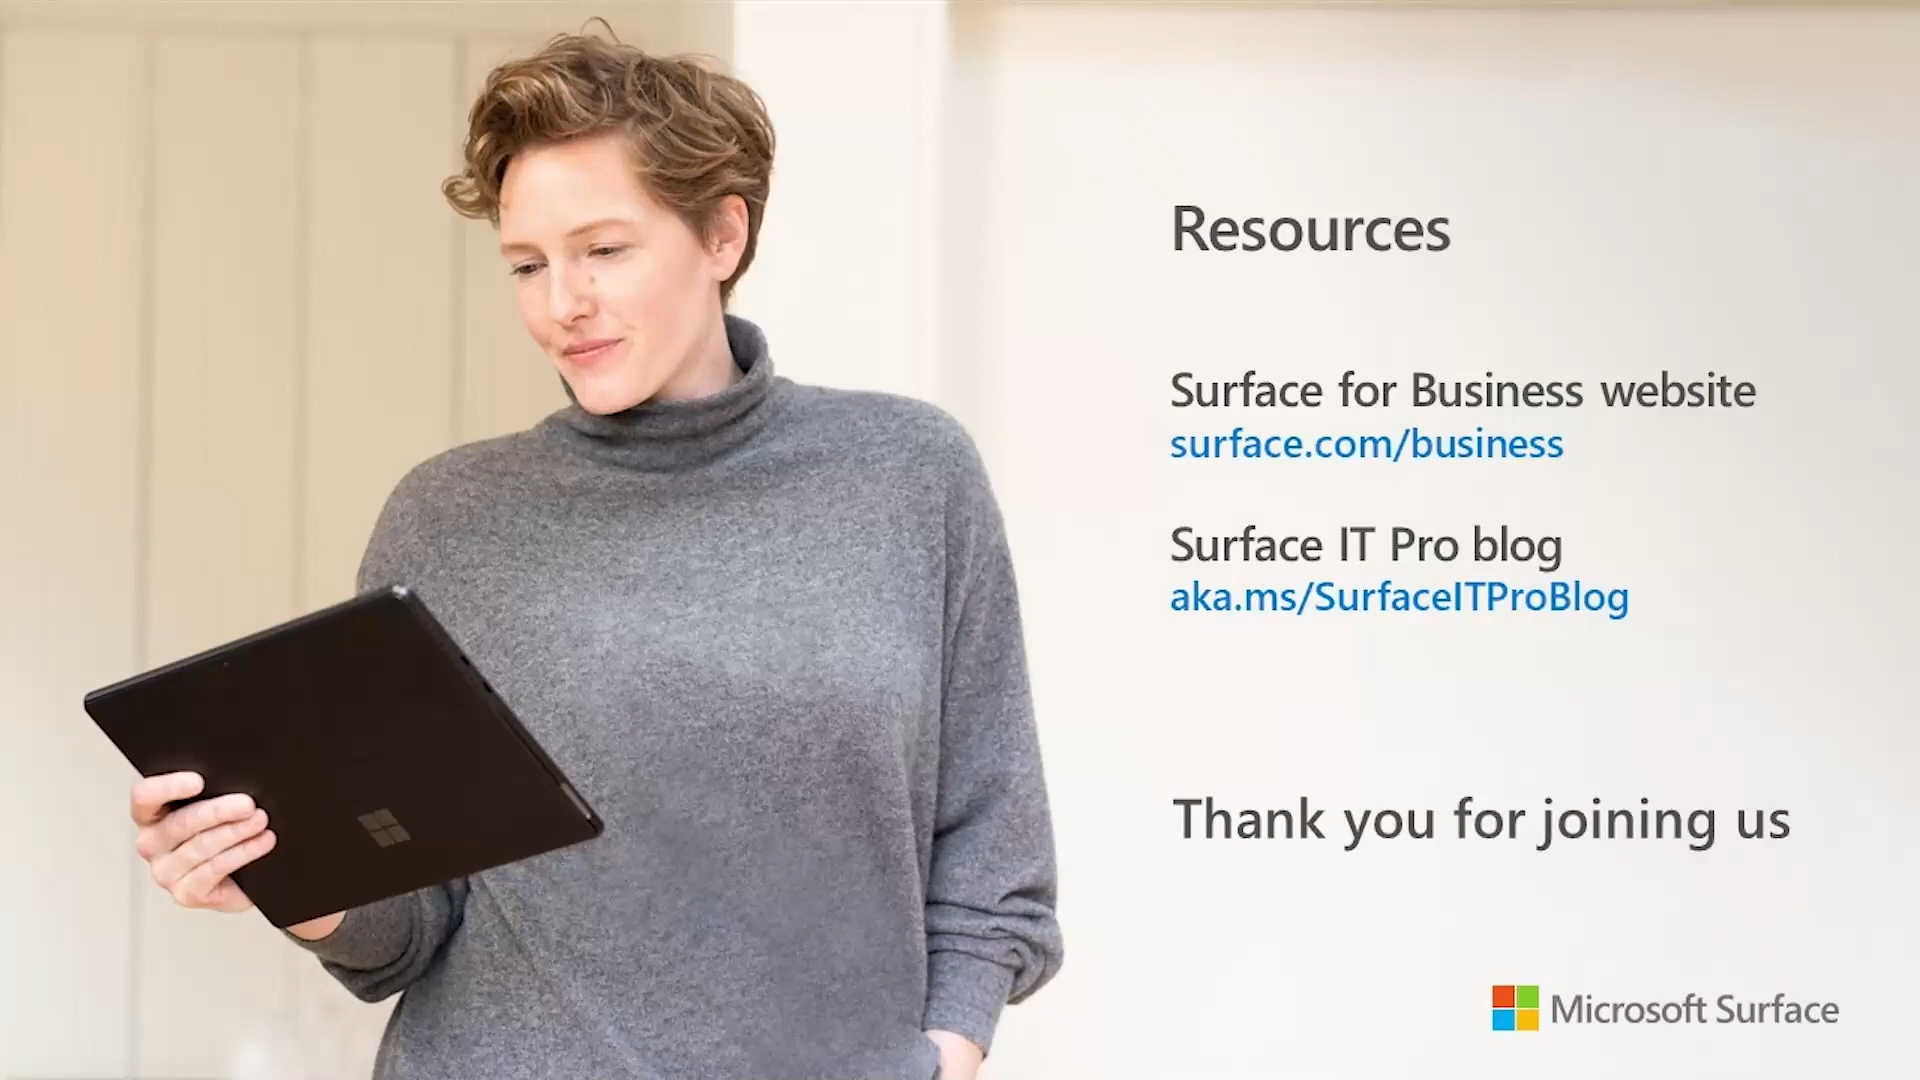 Resources
Surface for Business website
surface.com/business
Surface IT Pro blog
aka.ms/SurfaceITProBlog
Thank you for joining us
Microsoft Surface